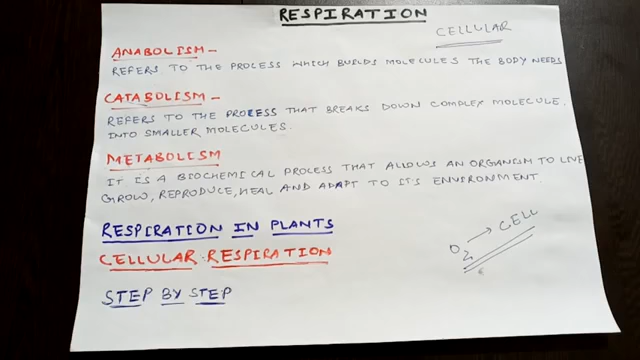 RESPIRATION
CELLULAR
ANABOLISM -
REFERS TO THE PROCESS WHICH BUILDS MOLECULES THE BODY NEEDS
CATABOLISM -
REFERS TO THE PROCESS THAT BREAKS DOWN COMPLEX MOLECULE.
INTO SMALLER MOLECULES.
METABOLISM
IT IS A BIOCHEMICAL PROCESS THAT ALLOWS AN ORGANISM TO LIVE
GROW, REPRODUCE, HEAL AND ADAPT TO ITS ENVIRONMENT.
RESPIRATION IN PLANTS
O2 → CELL
CELLULAR RESPIRATION
STEP BY STEP